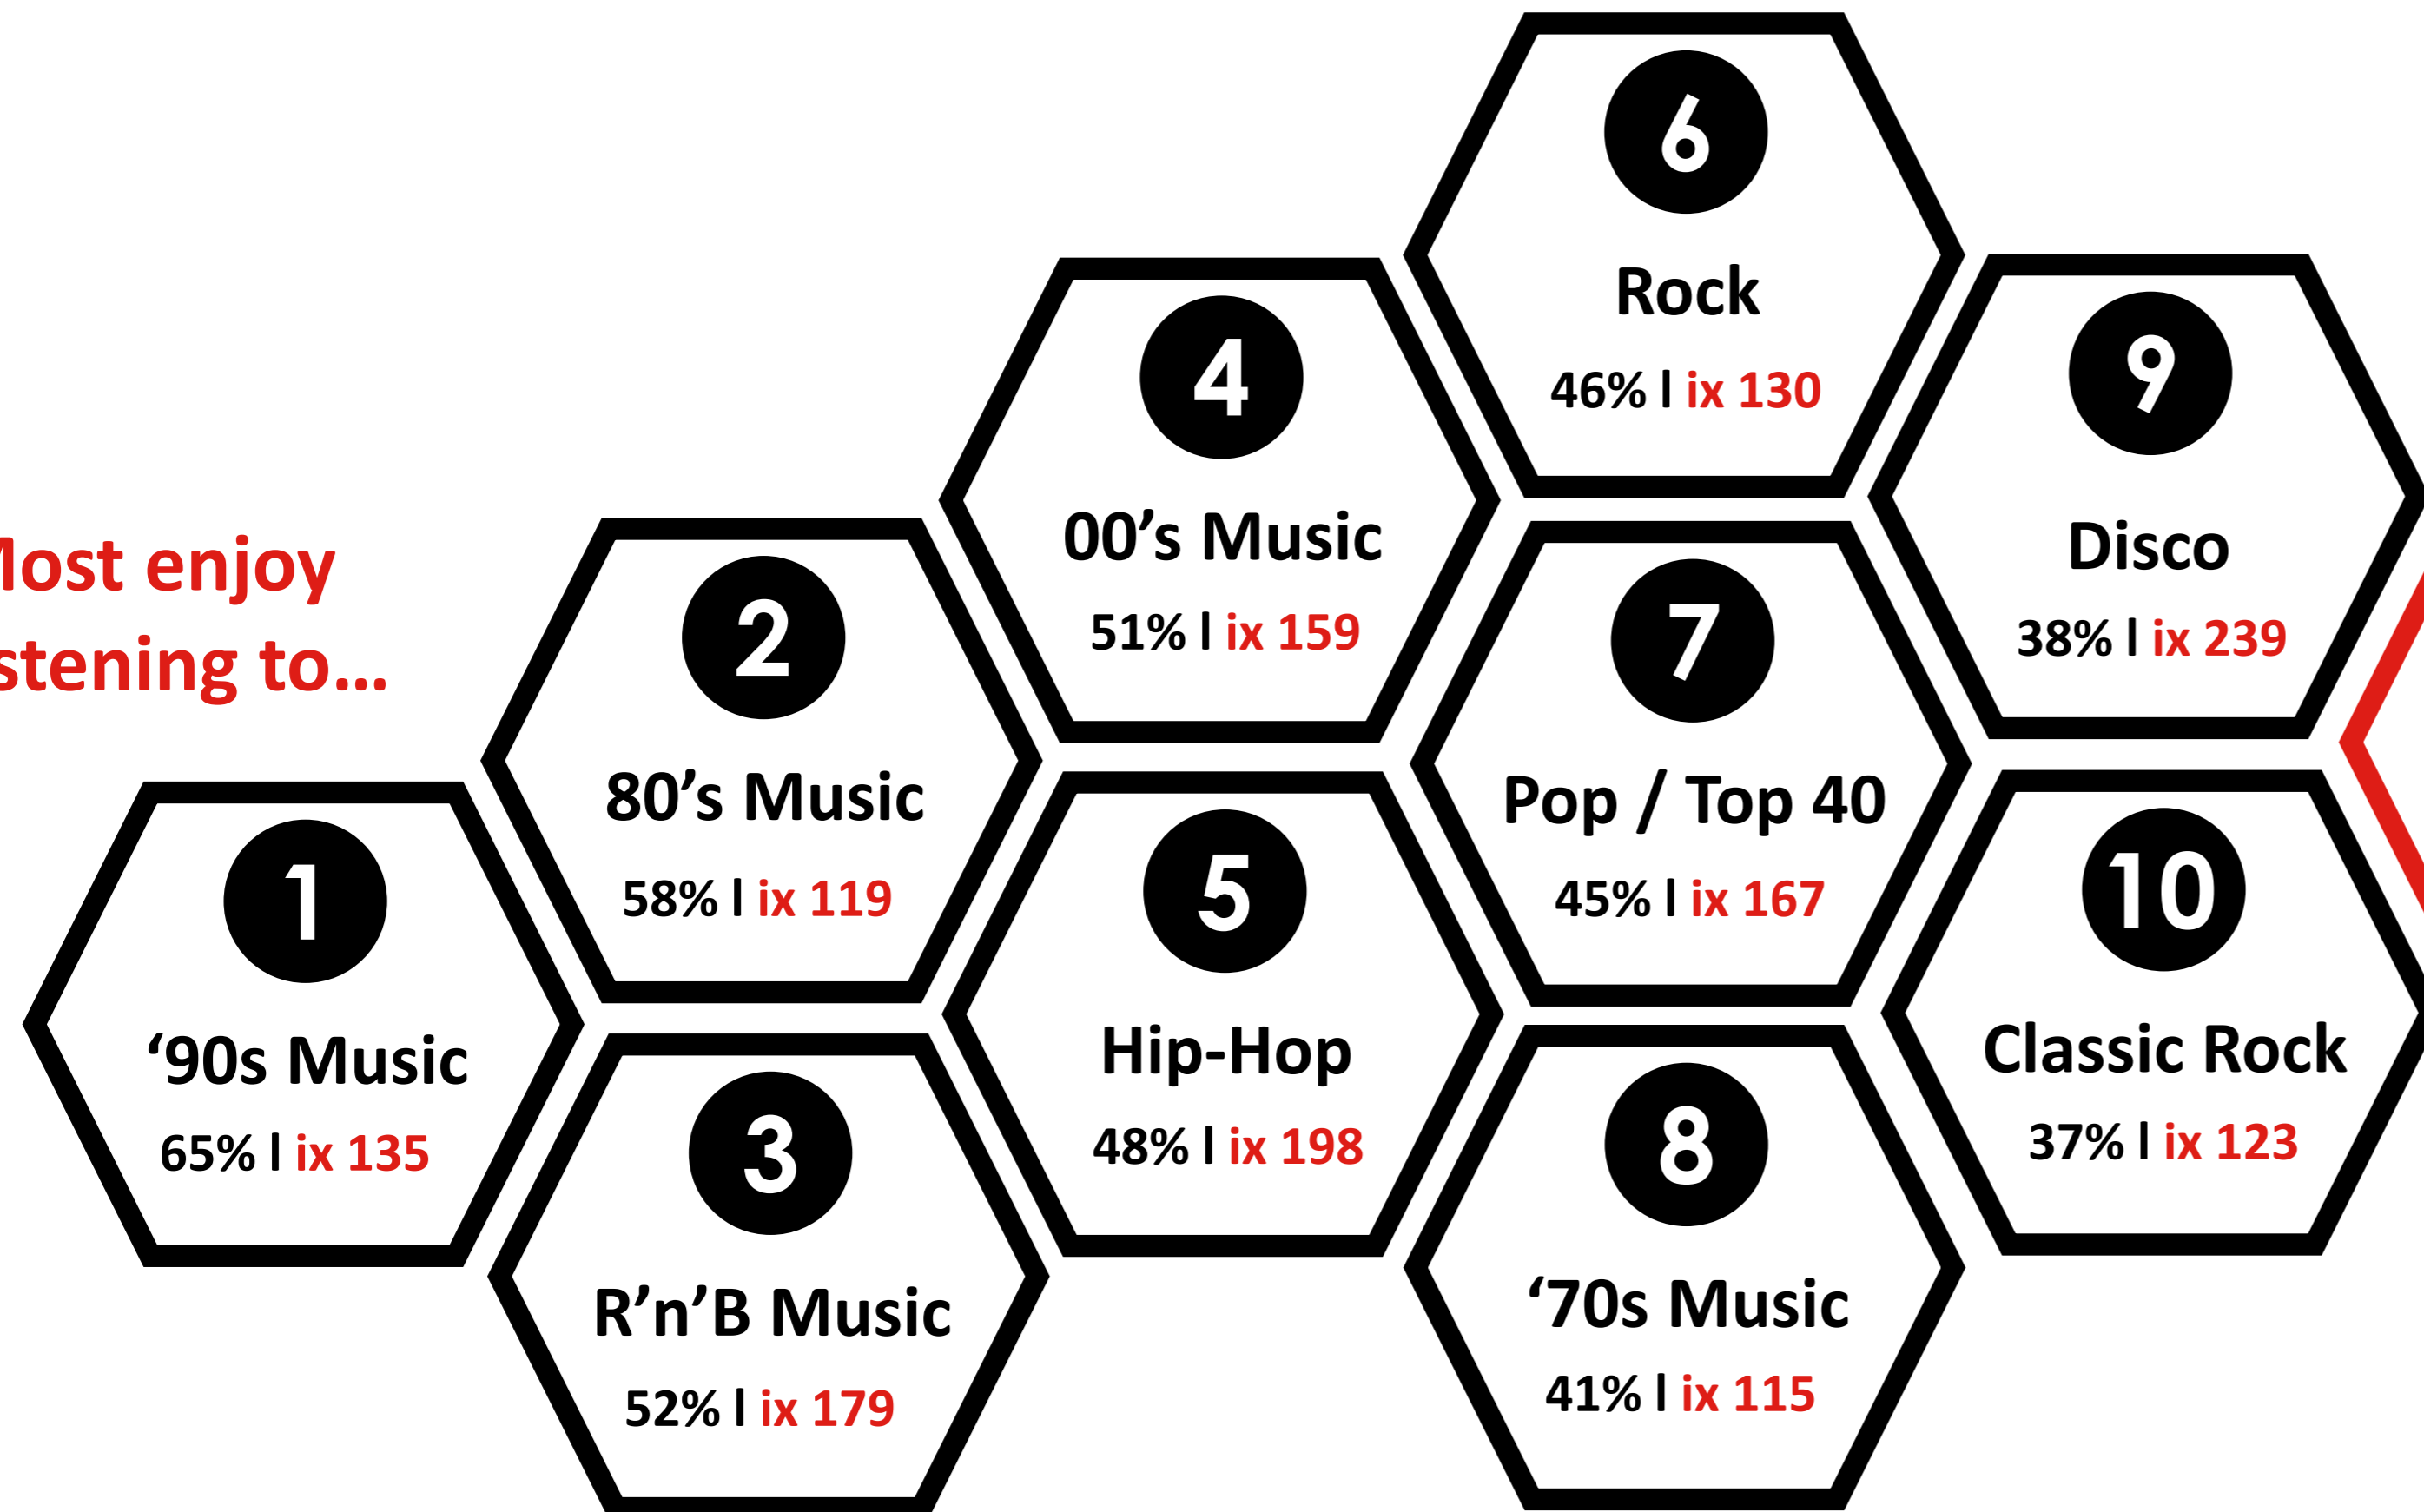 ost enjoy
stening to...
1
‘90s Music
65% l ix 135
2
80’s Music
58% l ix 119
3
R’n’B Music
52% l ix 179
4
00’s Music
51% l ix 159
5
Hip-Hop
48% l ix 198
6
Rock
46% l ix 130
7
Pop / Top 40
45% l ix 167
8
‘70s Music
41% l ix 115
9
Disco
38% l ix 239
10
Classic Rock
37% l ix 123